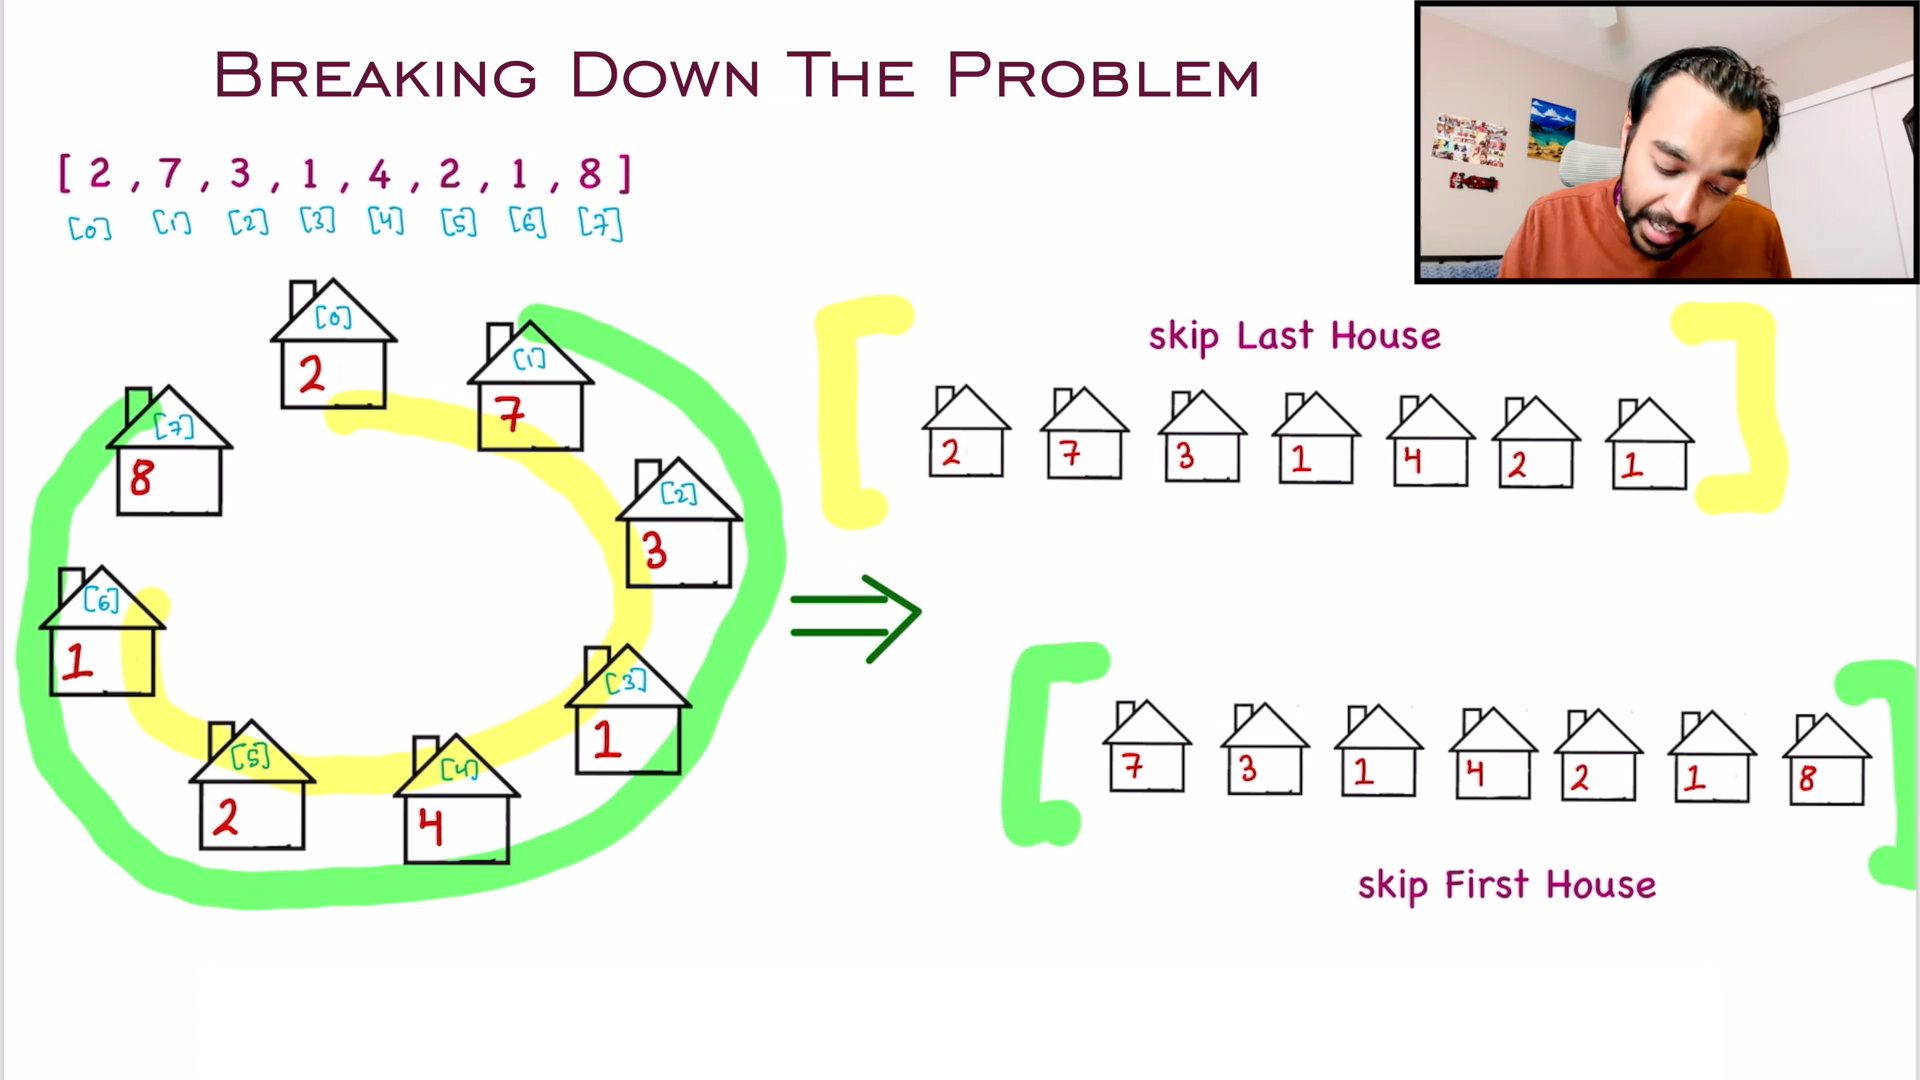 BREAKING DOWN THE PROBLEM
[ 2 , 7 , 3 , 1 , 4 , 2 , 1 , 8 ]
[0] [1] [2] [3] [4] [5] [6] [7]
[0]
2
[1]
7
[7]
8
[2]
3
[6]
1
[3]
1
[5]
2
[4]
4
skip Last House
2 7 3 1 4 2 1
7 3 1 4 2 1 8
skip First House